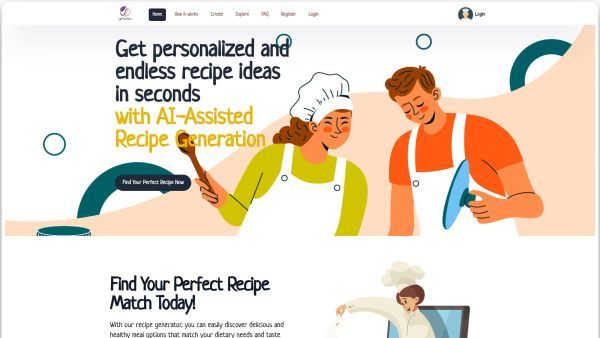 Home How it works Create Explore FAQ Register Login Login
Get personalized and
endless recipe ideas
in seconds
with AI-Assisted
Recipe Generation
Find Your Perfect Recipe Now
Find Your Perfect Recipe
Match Today!
With our recipe generator, you can easily discover delicious and
healthy meal options that match your dietary needs and taste